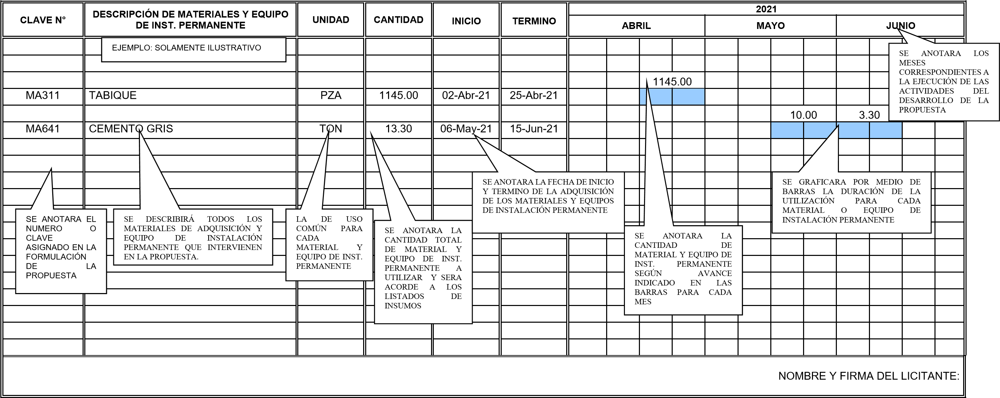 CLAVE N°
DESCRIPCIÓN DE MATERIALES Y EQUIPO
DE INST. PERMANENTE
UNIDAD
CANTIDAD
INICIO
TERMINO
2021
ABRIL
MAYO
JUNIO
EJEMPLO: SOLAMENTE ILUSTRATIVO
SE ANOTARA LOS
MESES
CORRESPONDIENTES A
LA EJECUCIÓN DE LAS
ACTIVIDADES DEL
DESARROLLO DE LA
PROPUESTA
1145.00
MA311 TABIQUE PZA 1145.00 02-Abr-21 25-Abr-21
10.00 3.30
MA641 CEMENTO GRIS TON 13.30 06-May-21 15-Jun-21
SE ANOTARA EL
NUMERO O
CLAVE
ASIGNADO EN LA
FORMULACIÓN
DE LA
PROPUESTA
SE DESCRIBIRÁ TODOS LOS
MATERIALES DE ADQUISICIÓN Y
EQUIPO DE INSTALACIÓN
PERMANENTE QUE INTERVIENEN
EN LA PROPUESTA.
LA DE USO
COMÚN PARA
CADA
MATERIAL Y
EQUIPO DE INST.
PERMANENTE
SE ANOTARA LA
CANTIDAD TOTAL
DE MATERIAL Y
EQUIPO DE INST.
PERMANENTE A
UTILIZAR Y SERA
ACORDE A LOS
LISTADOS DE
INSUMOS
SE ANOTARA LA FECHA DE INICIO
Y TERMINO DE LA ADQUISICIÓN
DE LOS MATERIALES Y EQUIPOS
DE INSTALACIÓN PERMANENTE
SE ANOTARA LA
CANTIDAD DE
MATERIAL Y EQUIPO DE
INST. PERMANENTE
SEGÚN AVANCE
INDICADO EN LAS
BARRAS PARA CADA
MES
SE GRAFICARA POR MEDIO DE
BARRAS LA DURACIÓN DE LA
UTILIZACIÓN PARA CADA
MATERIAL O EQUIPO DE
INSTALACIÓN PERMANENTE
NOMBRE Y FIRMA DEL LICITANTE: